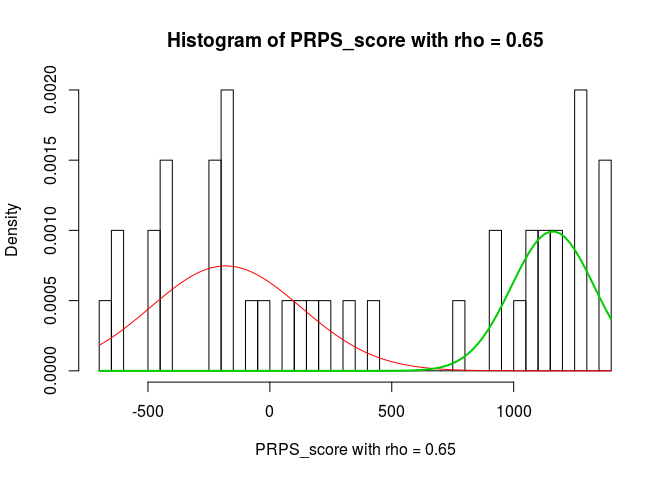 Histogram of PRPS_score with rho = 0.65
Density
0.0020
0.0015
0.0010
0.0005
0.0000
-500 0 500 1000
PRPS_score with rho = 0.65